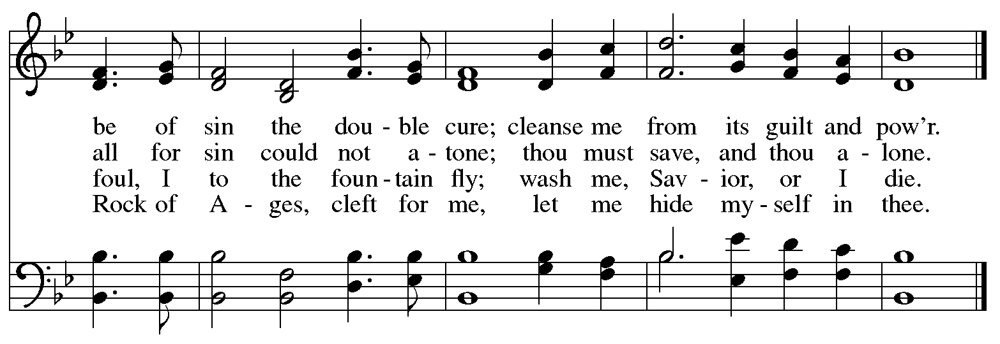 be of sin the dou - ble cure; cleanse me from its guilt and pow’r.
all for sin could not a - tone; thou must save, and thou a - lone.
foul, I to the foun - tain fly; wash me, Sav - ior, or I die.
Rock of A - ges, cleft for me, let me hide my - self in thee.